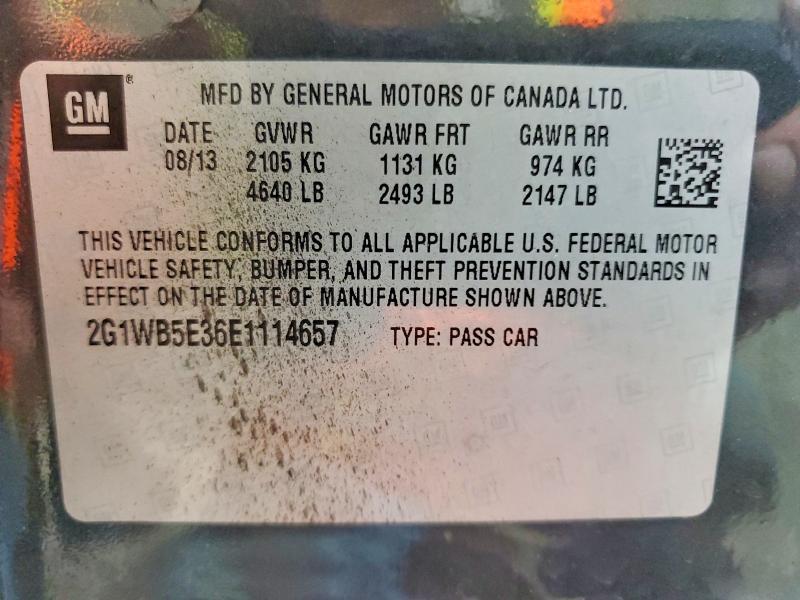 GM ®
MFD BY GENERAL MOTORS OF CANADA LTD.
DATE GVWR GAWR FRT GAWR RR
08/13 2105 KG 1131 KG 974 KG
4640 LB 2493 LB 2147 LB
THIS VEHICLE CONFORMS TO ALL APPLICABLE U.S. FEDERAL MOTOR
VEHICLE SAFETY, BUMPER, AND THEFT PREVENTION STANDARDS IN
EFFECT ON THE DATE OF MANUFACTURE SHOWN ABOVE.
2G1WB5E36E1114657 TYPE: PASS CAR